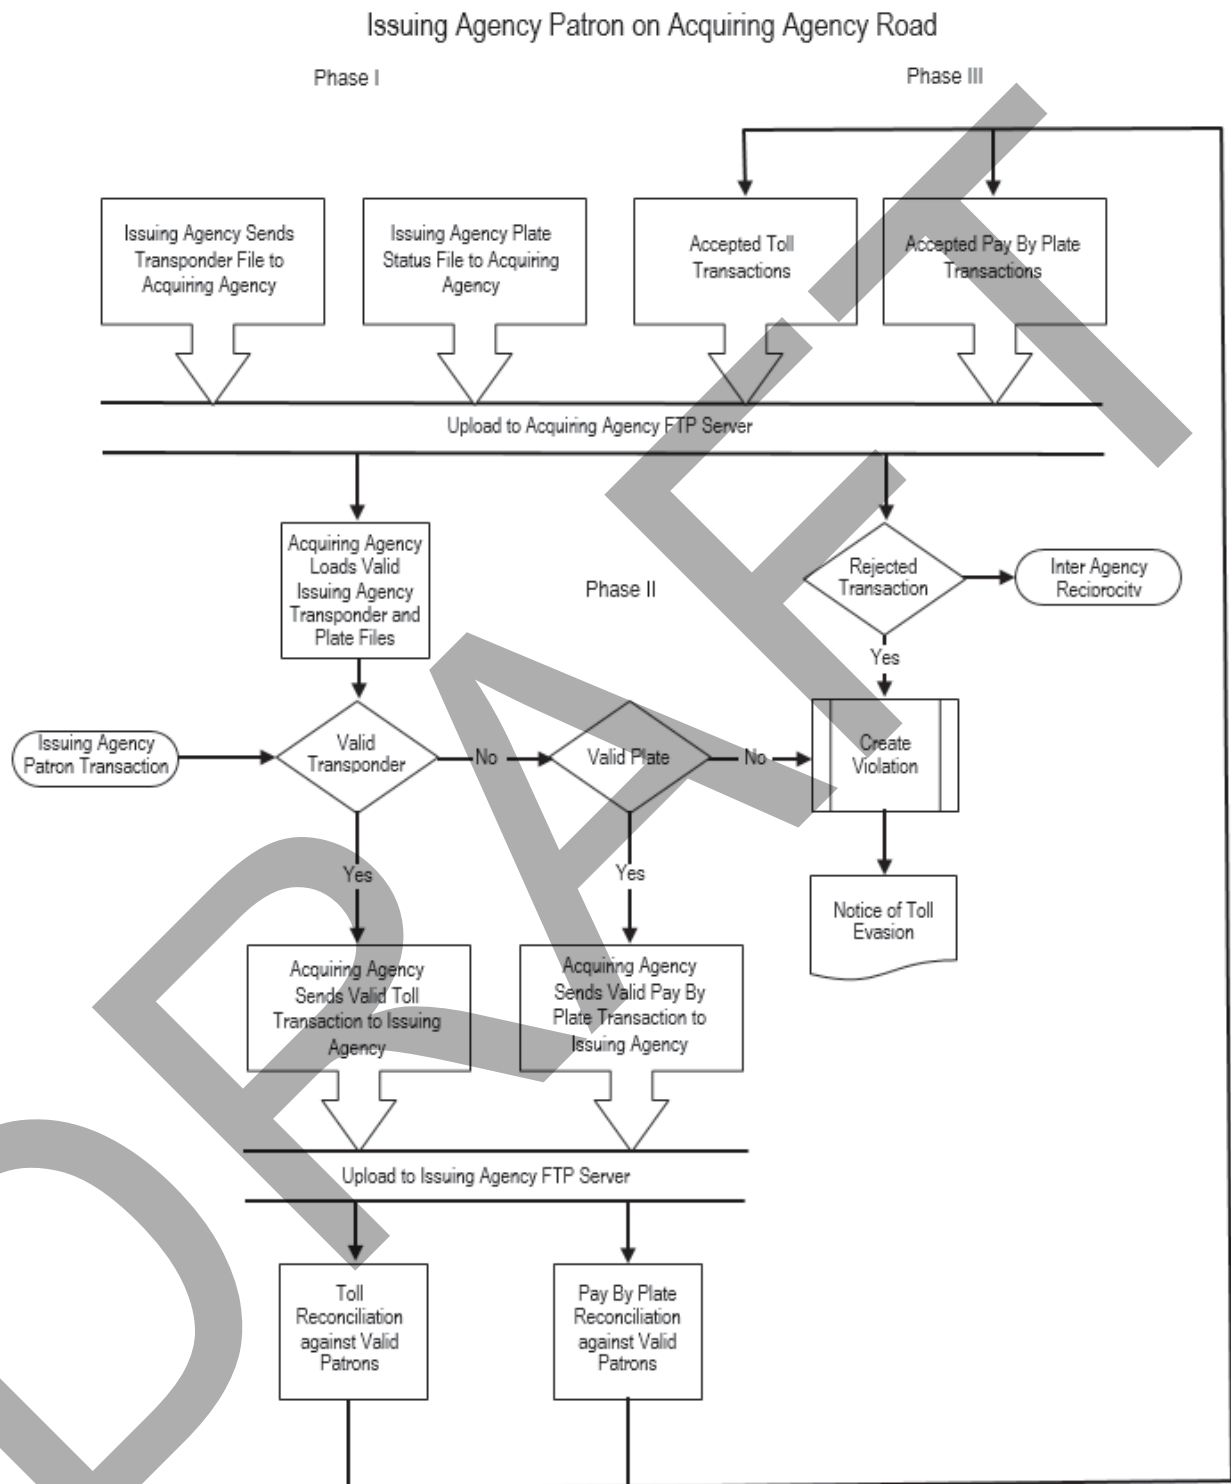 Issuing Agency Patron on Acquiring Agency Road
Phase I
Phase III
Issuing Agency Sends
Transponder File to
Acquiring Agency
Issuing Agency Plate
Status File to Acquiring
Agency
Accepted Toll
Transactions
Accepted Pay By Plate
Transactions
Upload to Acquiring Agency FTP Server
Acquiring Agency
Loads Valid
Issuing Agency
Transponder and
Plate Files
Phase II
Rejected
Transaction
Inter Agency
Reciprocity
Yes
Issuing Agency
Patron Transaction
Valid
Transponder
No
Valid Plate
No
Create
Violation
Yes
Yes
Notice of Toll
Evasion
Acquiring Agency
Sends Valid Toll
Transaction to Issuing
Agency
Acquiring Agency
Sends Valid Pay By
Plate Transaction to
Issuing Agency
Upload to Issuing Agency FTP Server
Toll
Reconciliation
against Valid
Patrons
Pay By Plate
Reconciliation
against Valid
Patrons
DRAFT